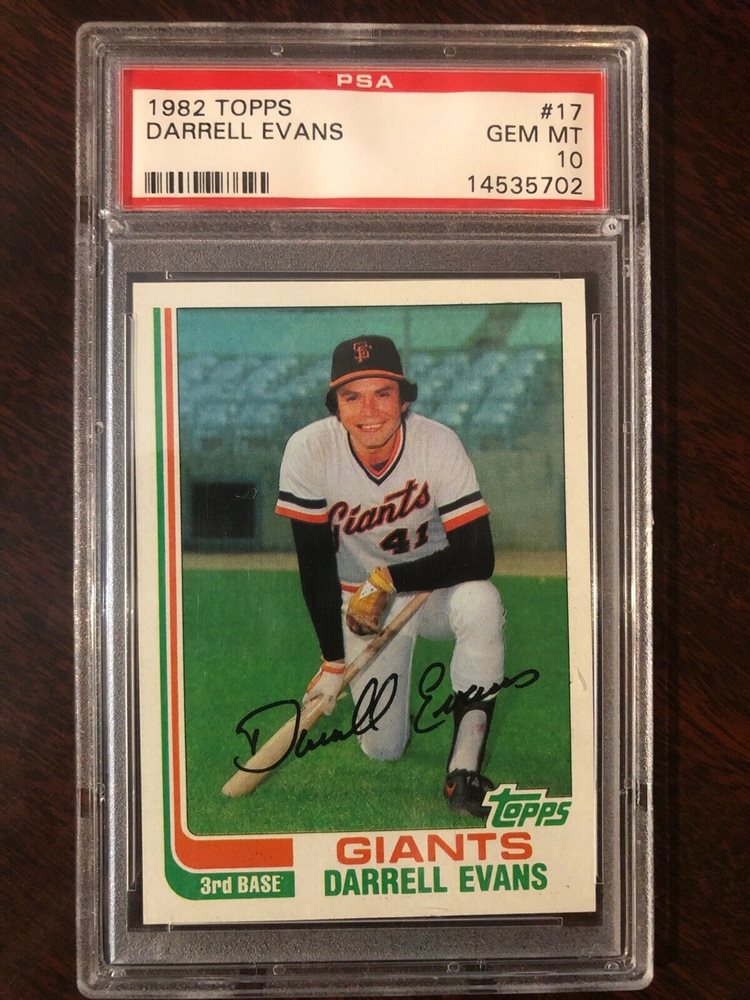 PSA
1982 TOPPS #17
DARRELL EVANS GEM MT
10
14535702
SF
Giants
41
Darrell Evans
TOPPS
GIANTS
3rd BASE DARRELL EVANS